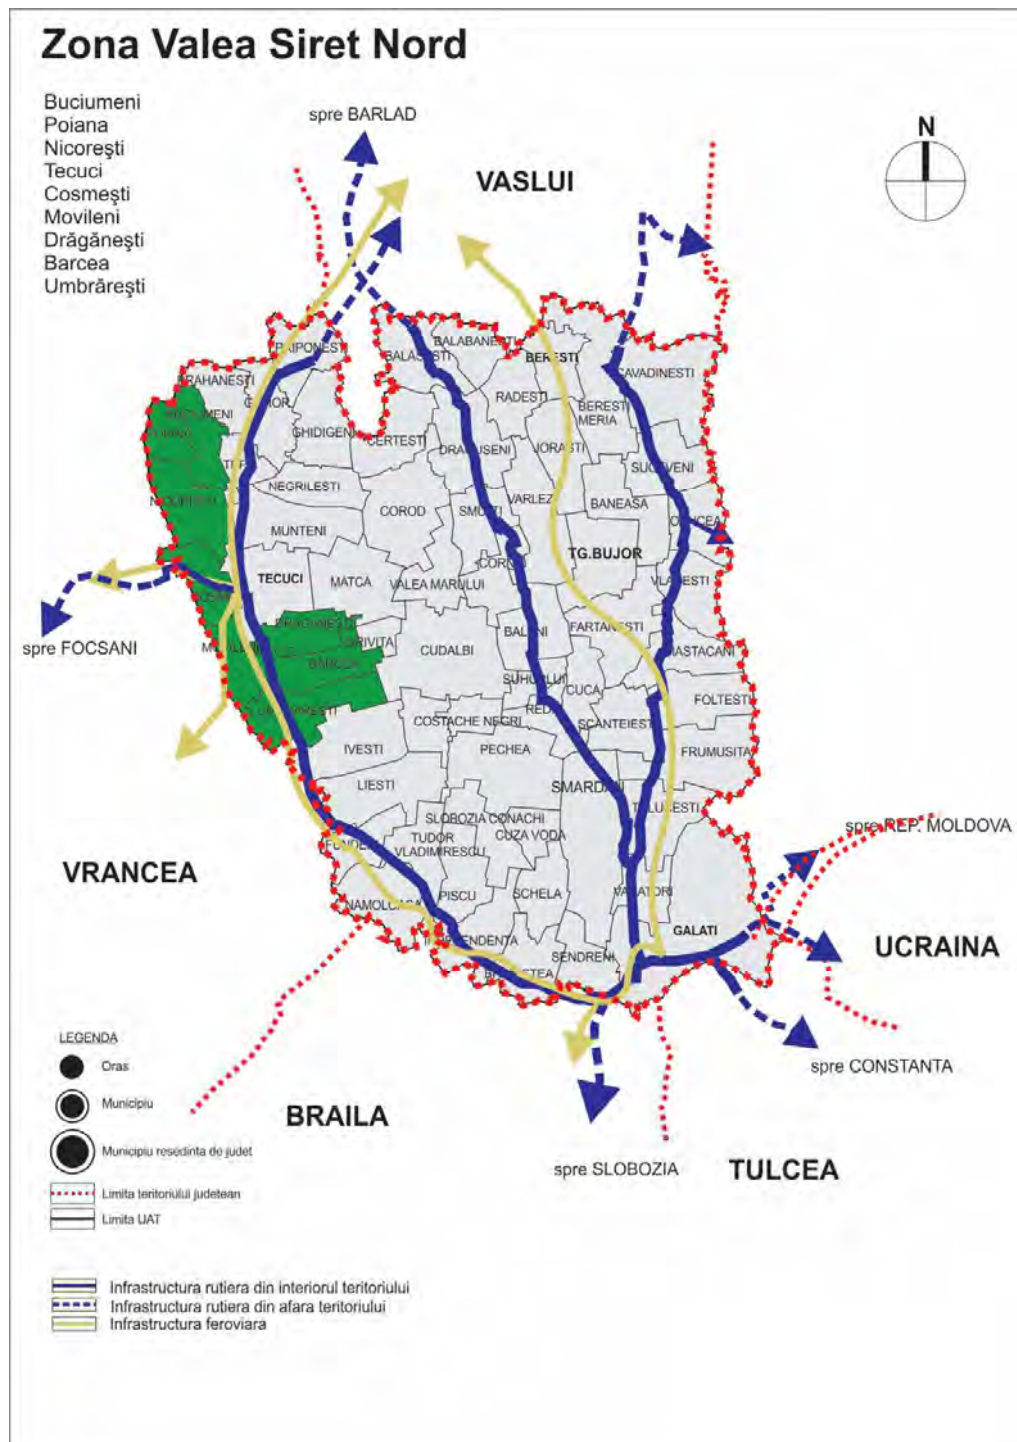 Zona Valea Siret Nord
Buciumeni
Poiana
Nicoreşti
Tecuci
Cosmeşti
Movileni
Drăgăneşti
Barcea
Umbrăreşti
spre BARLAD
N
VASLUI
BALABANESTI
BERESTI
CAVADINESTI
RADESTI
BERESTI
MERIA
GHIDIGENI
CERTESTI
JORASTI
NEGRILESTI
COROD
VARLEZ
BANEASA
MUNTENI
TG.BUJOR
TECUCI
MATCA
VALEA MARULUI
FARTANESTI
CUDALBI
spre FOCSANI
CUCA
FOLTESTI
COSTACHE NEGRI
SCANTEIESTI
IVESTI
PECHEA
FRUMUSITA
LIESTI
SLOBOZIA CONACHI
TUDOR
VLADIMIRESCU
CUZA VODA
spre REP. MOLDOVA
VRANCEA
PISCU
SCHELA
GALATI
SENDRENI
UCRAINA
LEGENDA
Oras
spre CONSTANTA
Municipiu
BRAILA
Municipiu resedinta de judet
spre SLOBOZIA
TULCEA
Limita teritoriului judetean
Limita UAT
Infrastructura rutiera din interiorul teritoriului
Infrastructura rutiera din afara teritoriului
Infrastructura feroviara